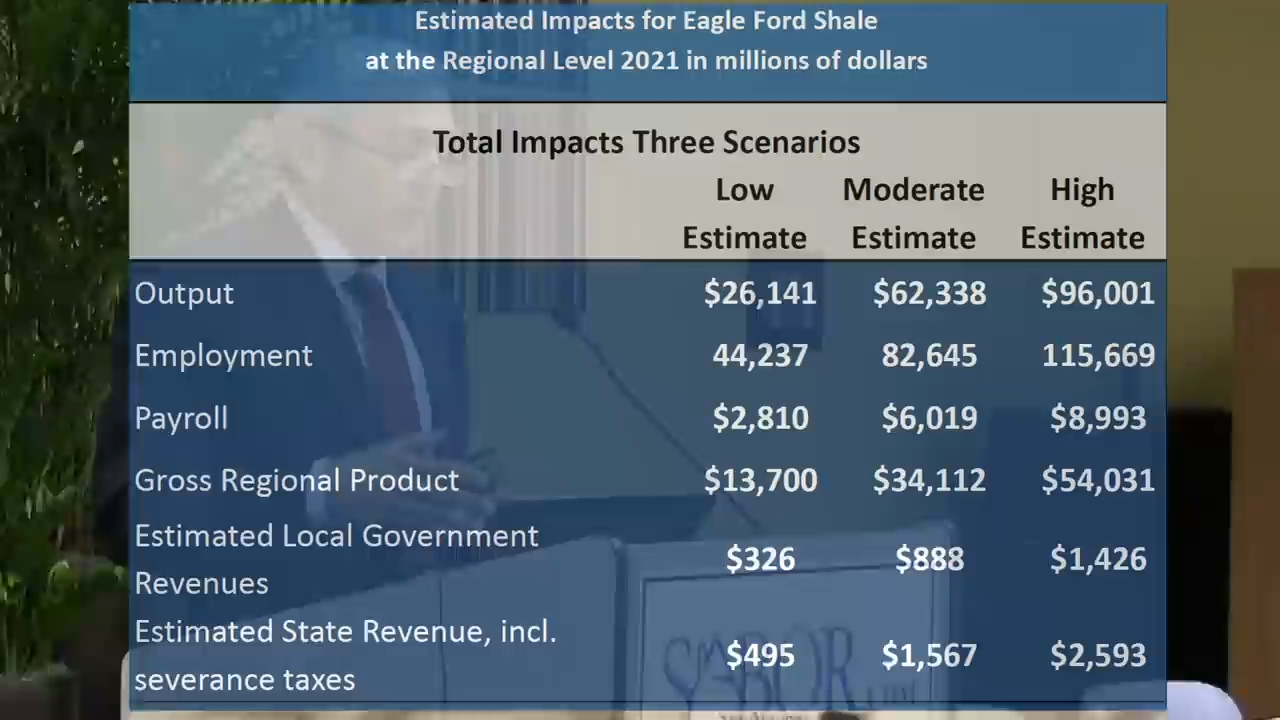 Estimated Impacts for Eagle Ford Shale
at the Regional Level 2021 in millions of dollars
Total Impacts Three Scenarios
Low Moderate High
Estimate Estimate Estimate
Output $26,141 $62,338 $96,001
Employment 44,237 82,645 115,669
Payroll $2,810 $6,019 $8,993
Gross Regional Product $13,700 $34,112 $54,031
Estimated Local Government
Revenues $326 $888 $1,426
Estimated State Revenue, incl.
severance taxes $495 $1,567 $2,593
SABOR